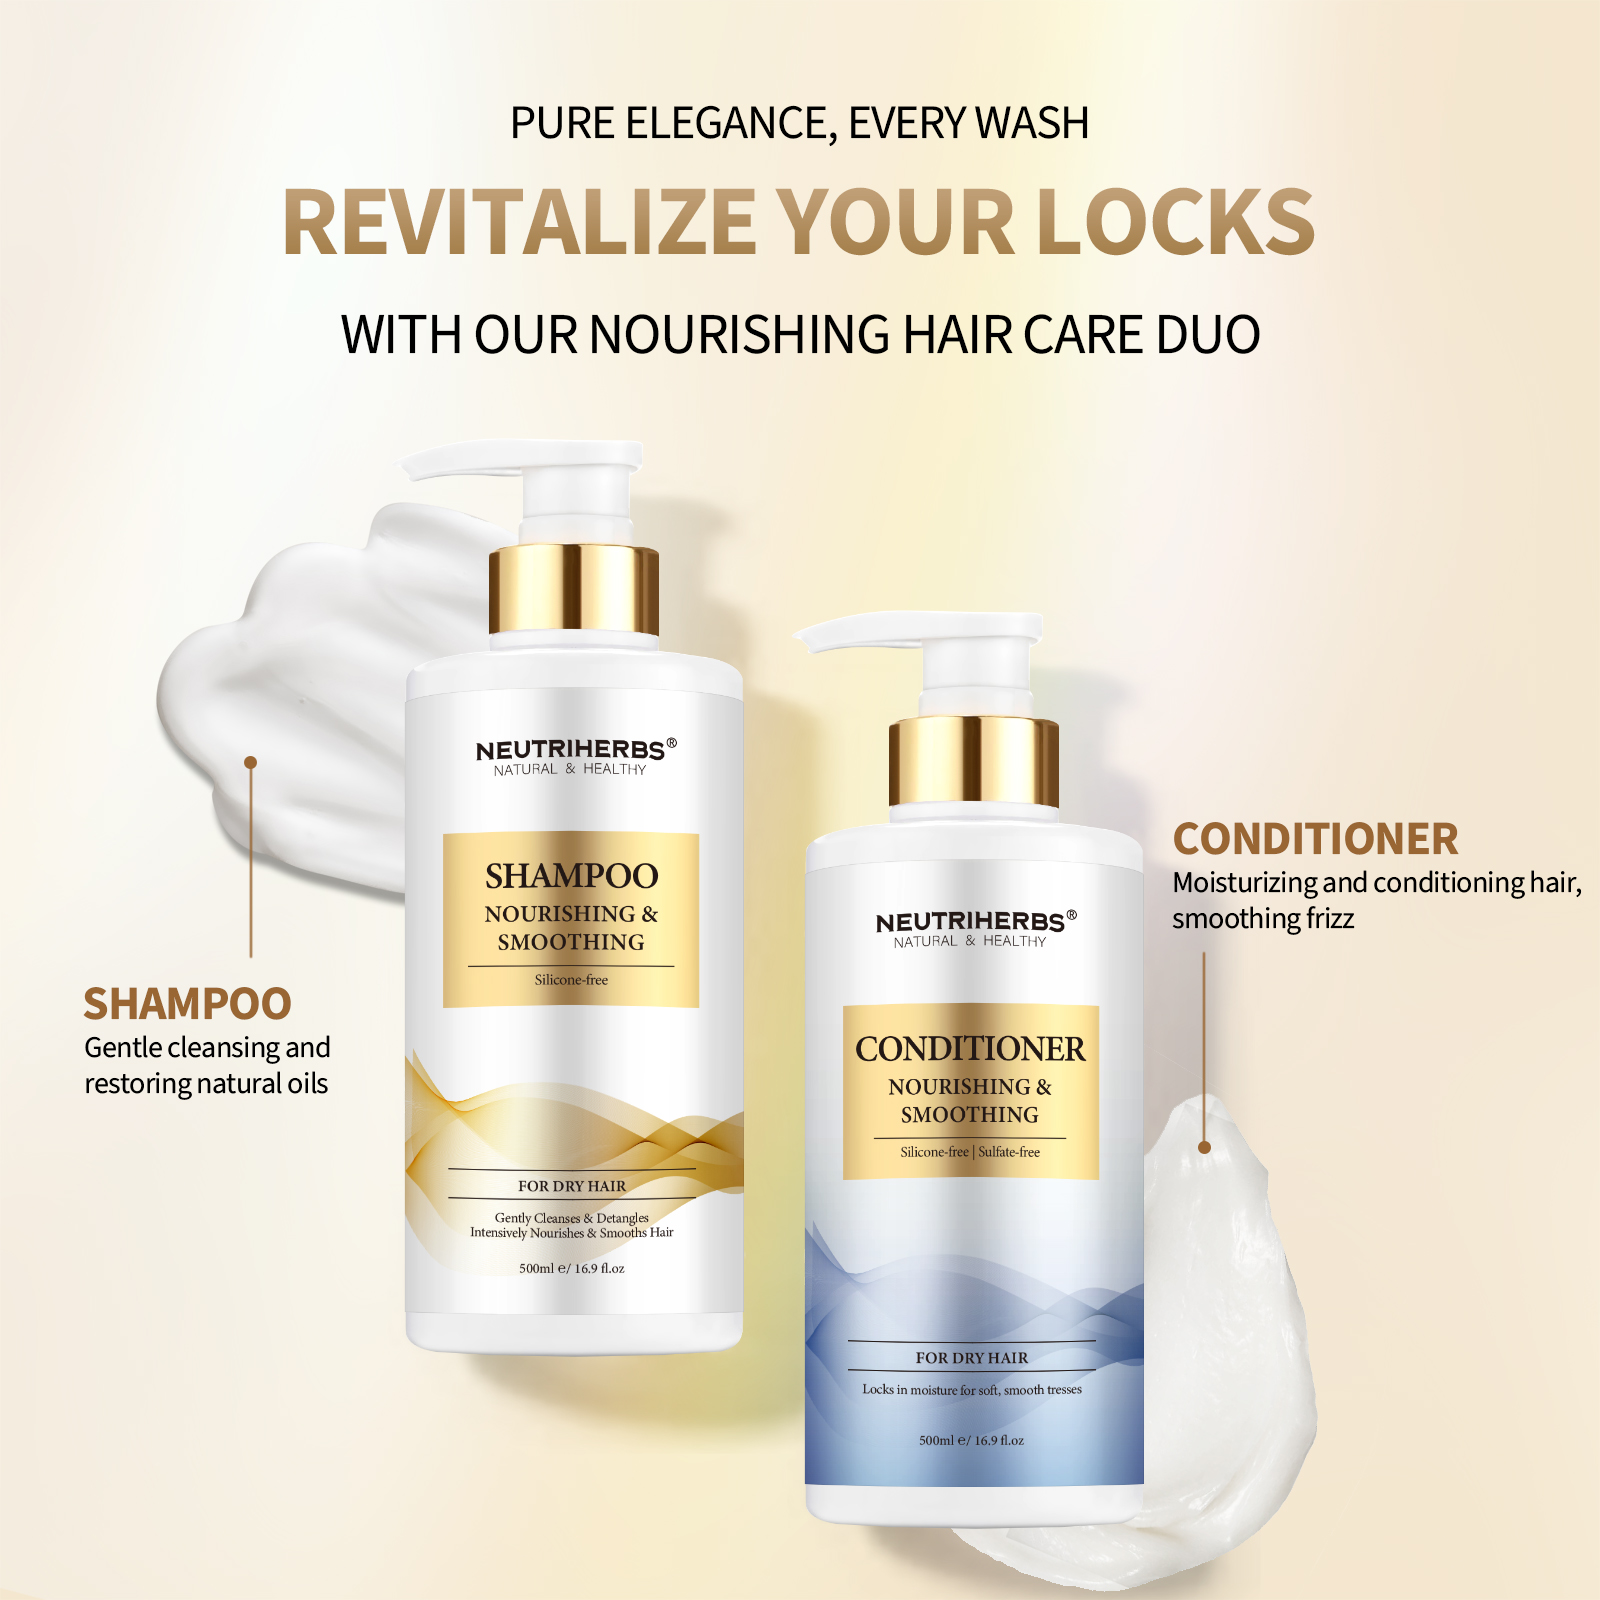 PURE ELEGANCE, EVERY WASH
REVITALIZE YOUR LOCKS
WITH OUR NOURISHING HAIR CARE DUO
NEUTRIHERBS®
NATURAL & HEALTHY
SHAMPOO
NOURISHING &
SMOOTHING
Silicone-free
FOR DRY HAIR
Gently Cleanses & Detangles
Intensively Nourishes & Smooths Hair
500ml ℮/ 16.9 fl.oz
SHAMPOO
Gentle cleansing and
restoring natural oils
CONDITIONER
Moisturizing and conditioning hair,
smoothing frizz
NEUTRIHERBS®
NATURAL & HEALTHY
CONDITIONER
NOURISHING &
SMOOTHING
Silicone-free | Sulfate-free
FOR DRY HAIR
Locks in moisture for soft, smooth tresses
500ml ℮/ 16.9 fl.oz